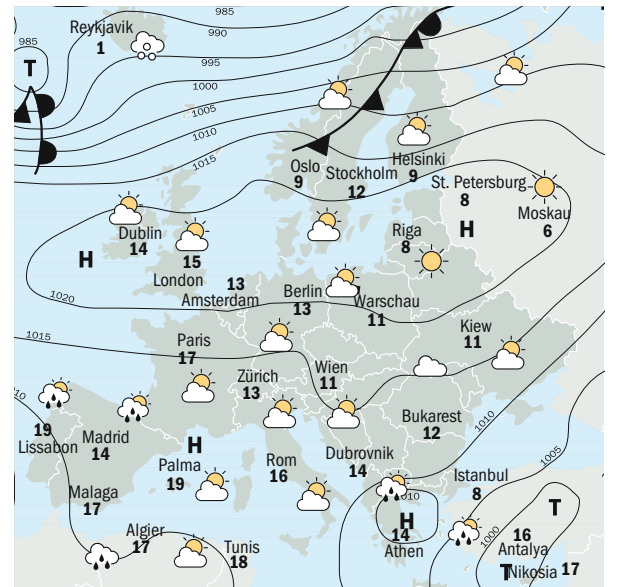 985
Reykjavik
1
990
985
T
995
1000
1005
1010
1015
Oslo
9
Stockholm
12
Helsinki
9
St. Petersburg
8
Moskau
6
H
Riga
8
Dublin
14
H
15
London
13
Amsterdam
Berlin
13
Warschau
11
1020
1015
Kiew
11
Paris
17
Zürich
13
Wien
11
Bukarest
12
1010
10
19
Lissabon
Madrid
14
H
Palma
19
Rom
16
Dubrovnik
14
Istanbul
8
1005
Malaga
17
Algier
17
Tunis
18
010
H
14
Athen
1000
T
16
Antalya
T
Nikosia 17